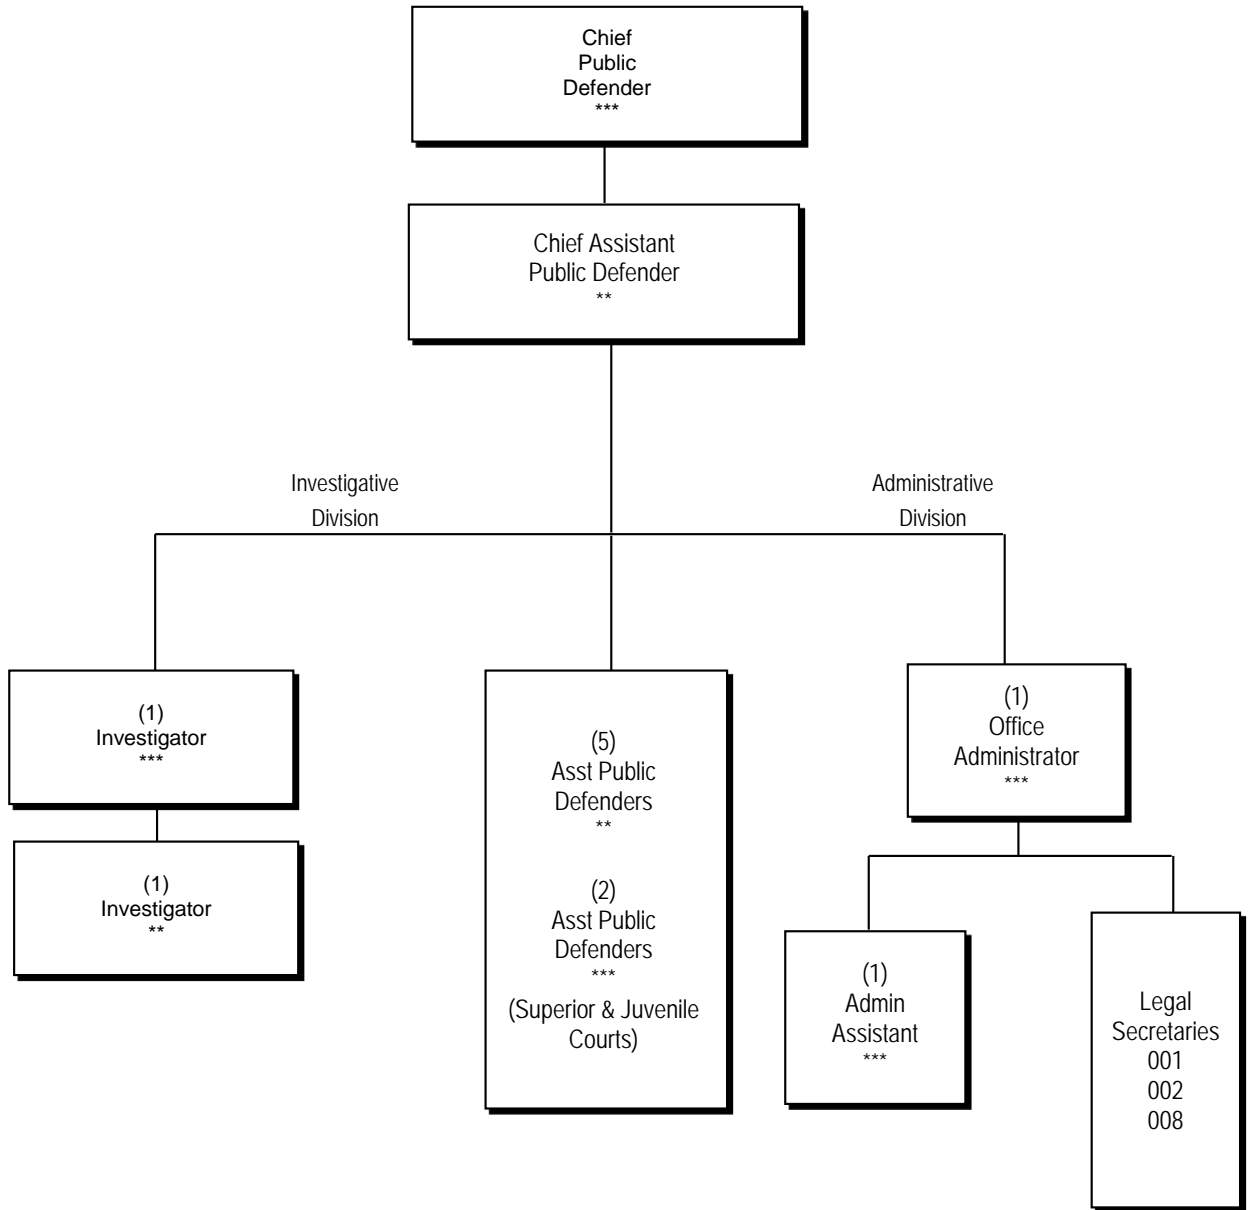 Chief
Public
Defender
***
Chief Assistant
Public Defender
**
Investigative
Division
Administrative
Division
(1)
Investigator
***
(1)
Investigator
**
(5)
Asst Public
Defenders
**
(2)
Asst Public
Defenders
***
(Superior & Juvenile
Courts)
(1)
Office
Administrator
***
(1)
Admin
Assistant
***
Legal
Secretaries
001
002
008